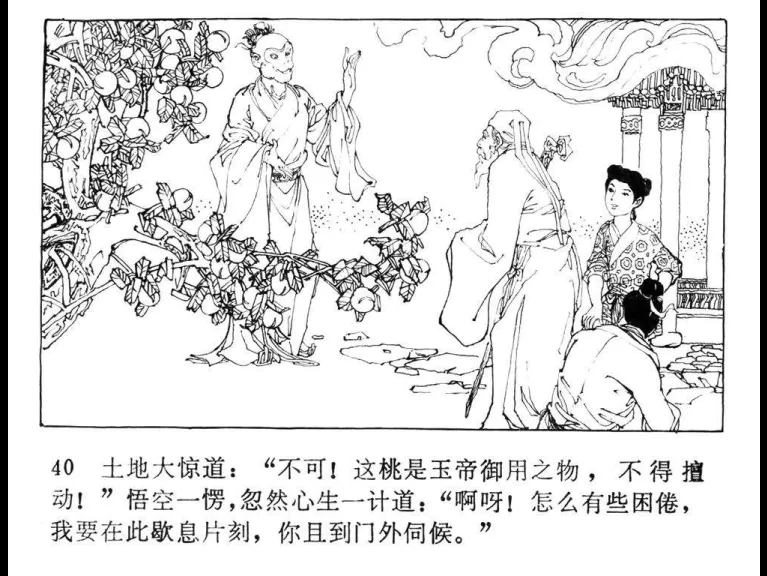 40 土地大惊道：“不可！这桃是玉帝御用之物，不得擅
动！”悟空一愣，忽然心生一计道：“啊呀！怎么有些困倦，
我要在此歇息片刻，你且到门外伺候。”